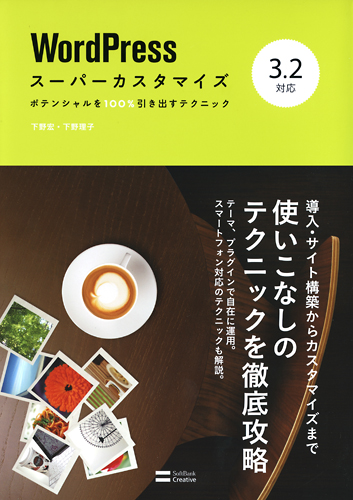 WordPress
スーパーカスタマイズ
ポテンシャルを100%引き出すテクニック
下野宏・下野理子
3.2
対応
導入・サイト構築からカスタマイズまで
使いこなしの
テクニックを徹底攻略
テーマ、プラグインで自在に運用。
スマートフォン対応のテクニックも解説。
SoftBank
Creative